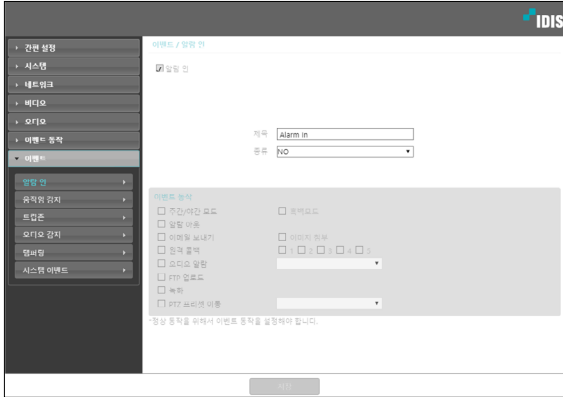 IDIS
간편 설정
시스템
네트워크
비디오
오디오
이벤트 동작
이벤트
알람 인
움직임 감지
트립존
오디오 감지
탬퍼링
시스템 이벤트
이벤트 / 알람 인
알람 인
제목 Alarm In
종류 NO
이벤트 동작
주간/야간 모드 흑백모드
알람 아웃
이메일 보내기 이미지 첨부
원격 콜백 1 2 3 4 5
오디오 알람
FTP 업로드
녹화
PTZ 프리셋 이동
*정상 동작을 위해서 이벤트 동작을 설정해야 합니다.
저장